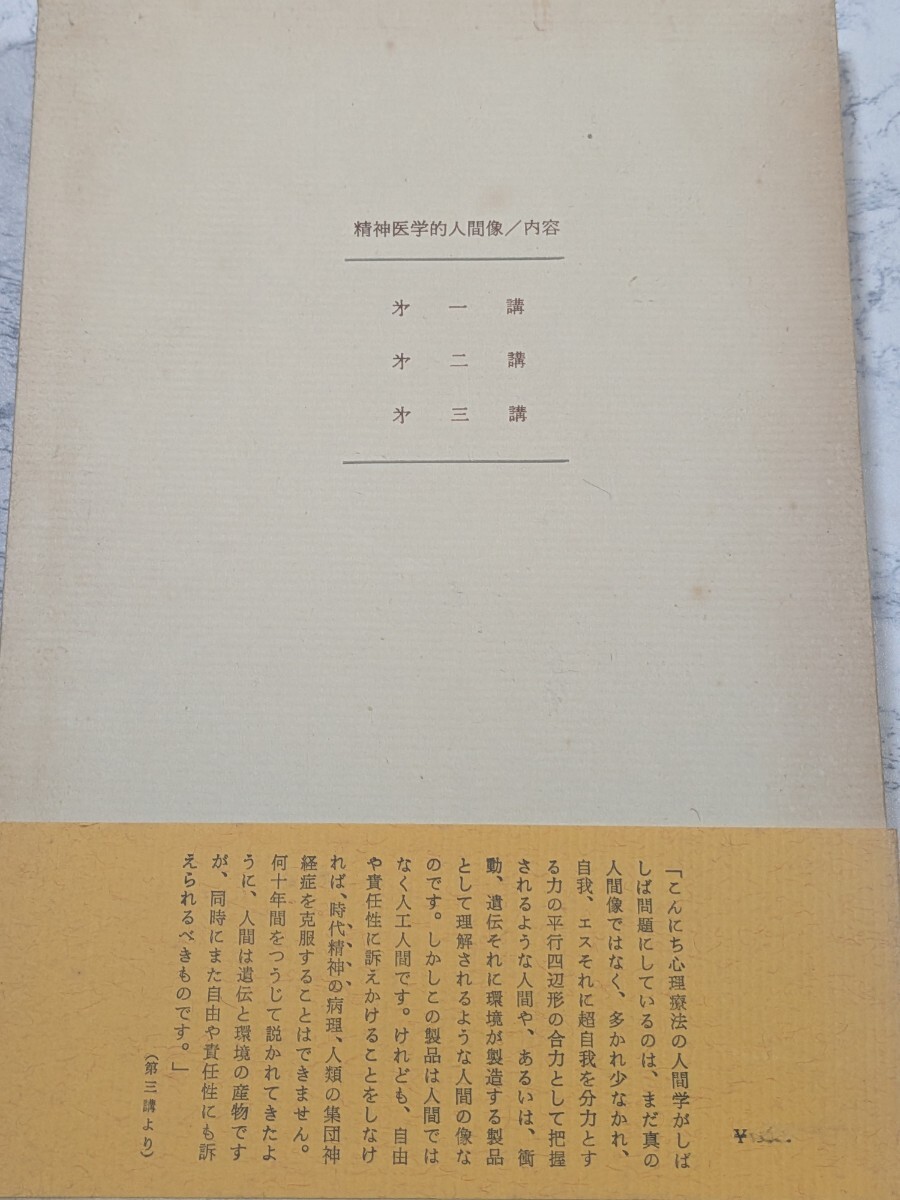 精神医学的人間像／内容
㐧一講
㐧二講
㐧三講
「こんにち心理療法の人間学がしば
しば問題にしているのは、まだ真の
人間像ではなく、多かれ少なかれ、
自我、エスそれに超自我を分力とす
る力の平行四辺形の合力として把握
されるような人間や、あるいは、衝
動、遺伝それに環境が製造する製品
として理解されるような人間の像な
のです。しかしこの製品は人間では
なく人工人間です。けれども、自由
や責任性に訴えかけることをしなけ
れば、時代精神の病理、人類の集団神
経症を克服することはできません。
何十年間をつうじて説かれてきたよ
うに、人間は遺伝と環境の産物です
が、同時にまた自由や責任性にも訴
えられるべきものです。」
（第三講より）
￥